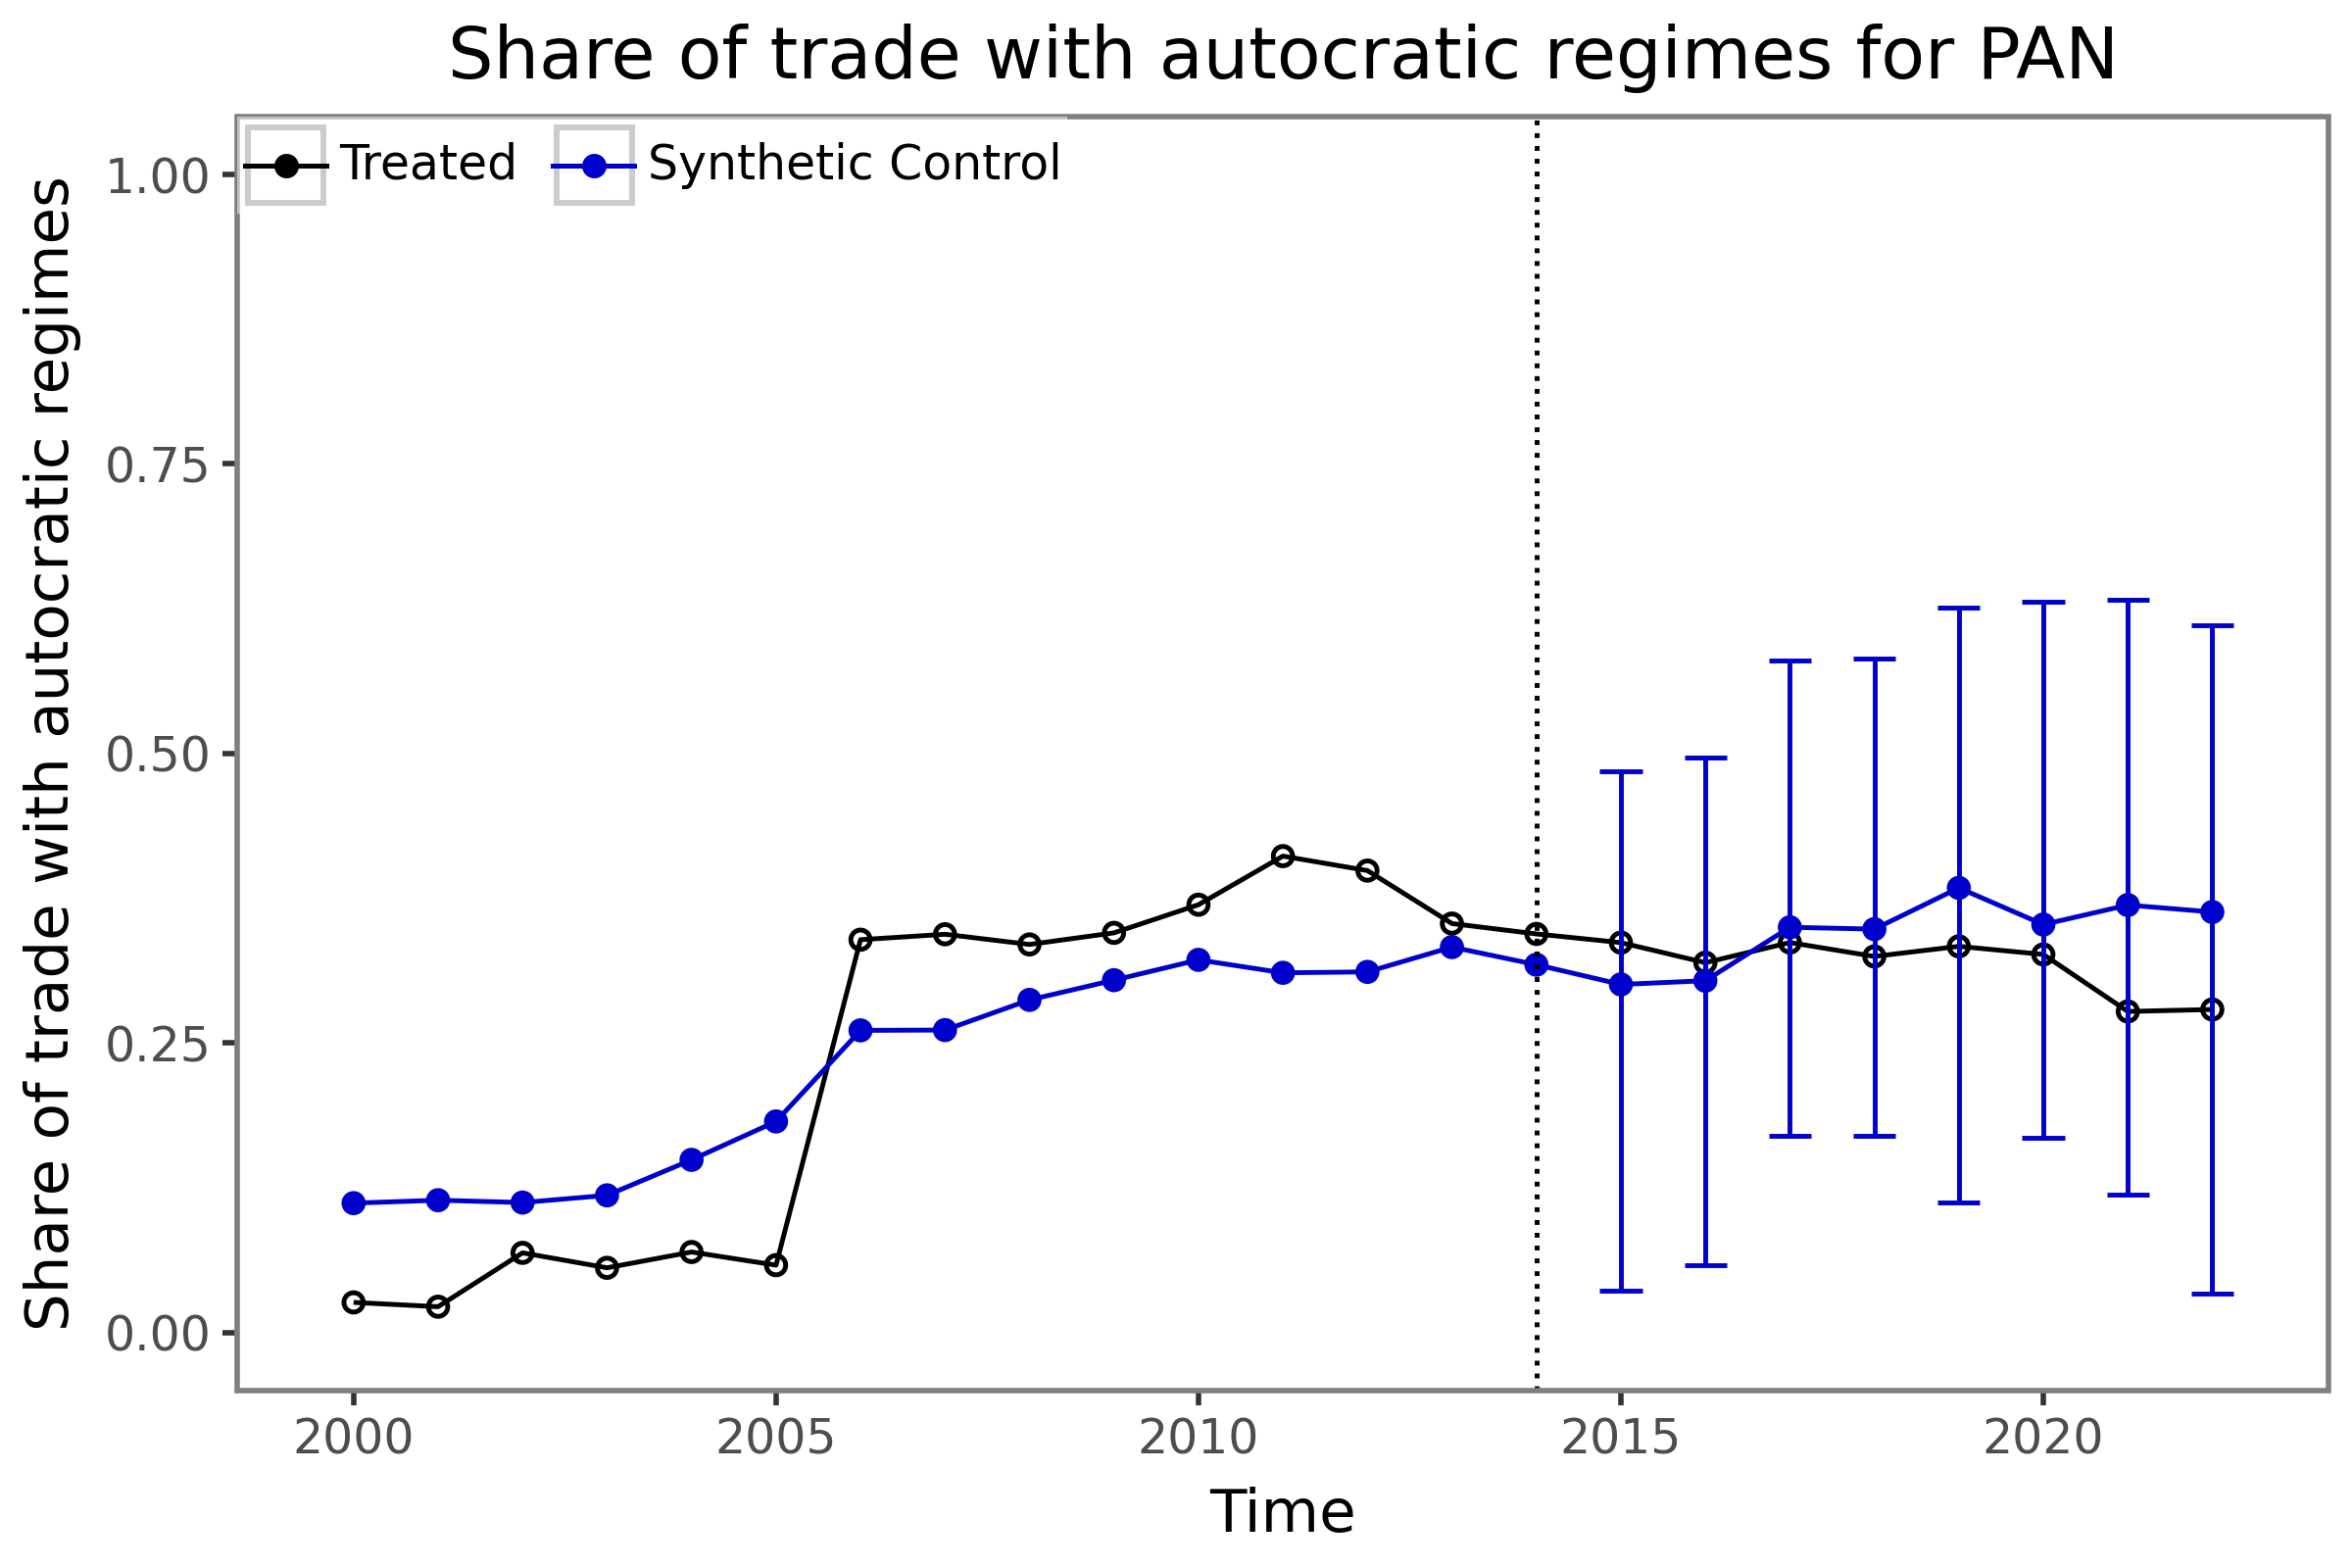 Share of trade with autocratic regimes for PAN
Treated
Synthetic Control
Share of trade with autocratic regimes
1.00
0.75
0.50
0.25
0.00
2000
2005
2010
2015
2020
Time